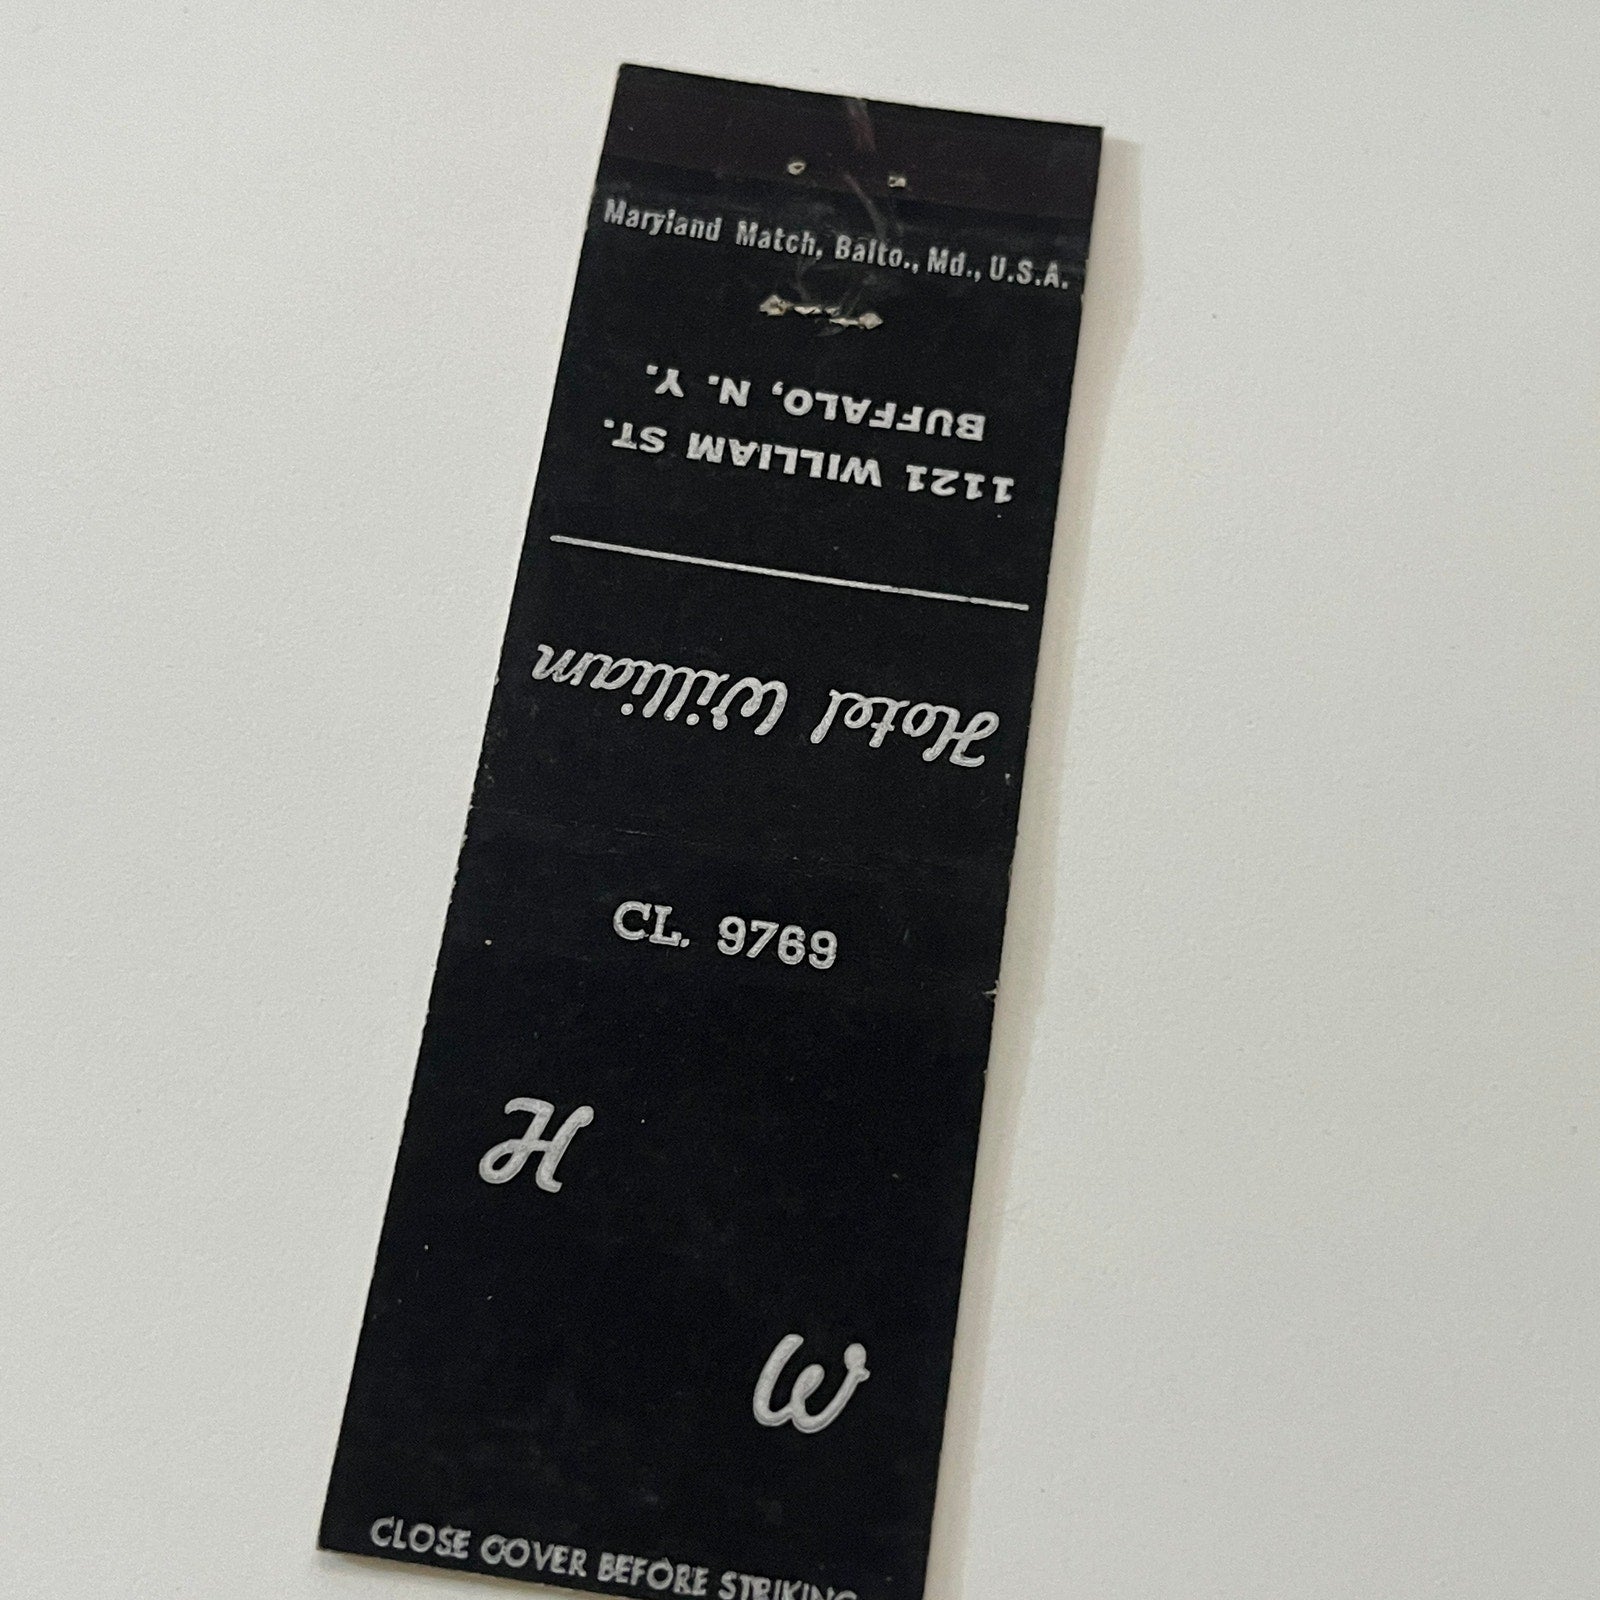 Maryland Match, Balto., Md., U.S.A.
Hotel William
1121 WILLIAM ST.
BUFFALO, N. Y.
CL. 9769
H
W
CLOSE COVER BEFORE STRIKING